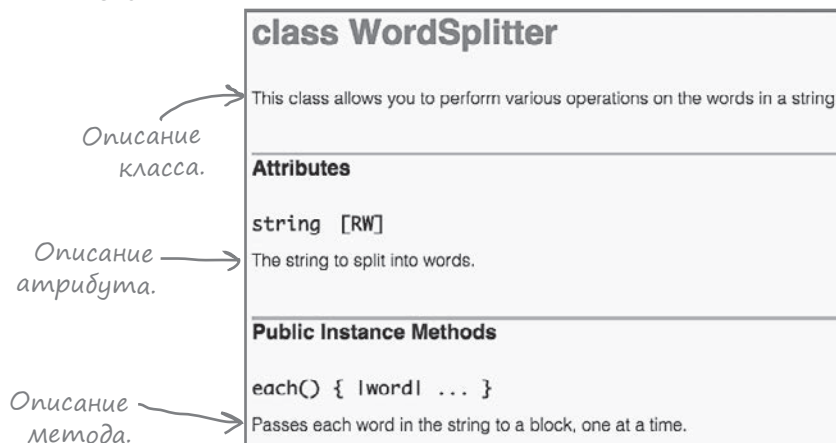 class WordSplitter
This class allows you to perform various operations on the words in a string
Описание
класса.
Attributes
string [RW]
Описание
атрибута.
The string to split into words.
Public Instance Methods
each() { |word| ... }
Описание
метода.
Passes each word in the string to a block, one at a time.